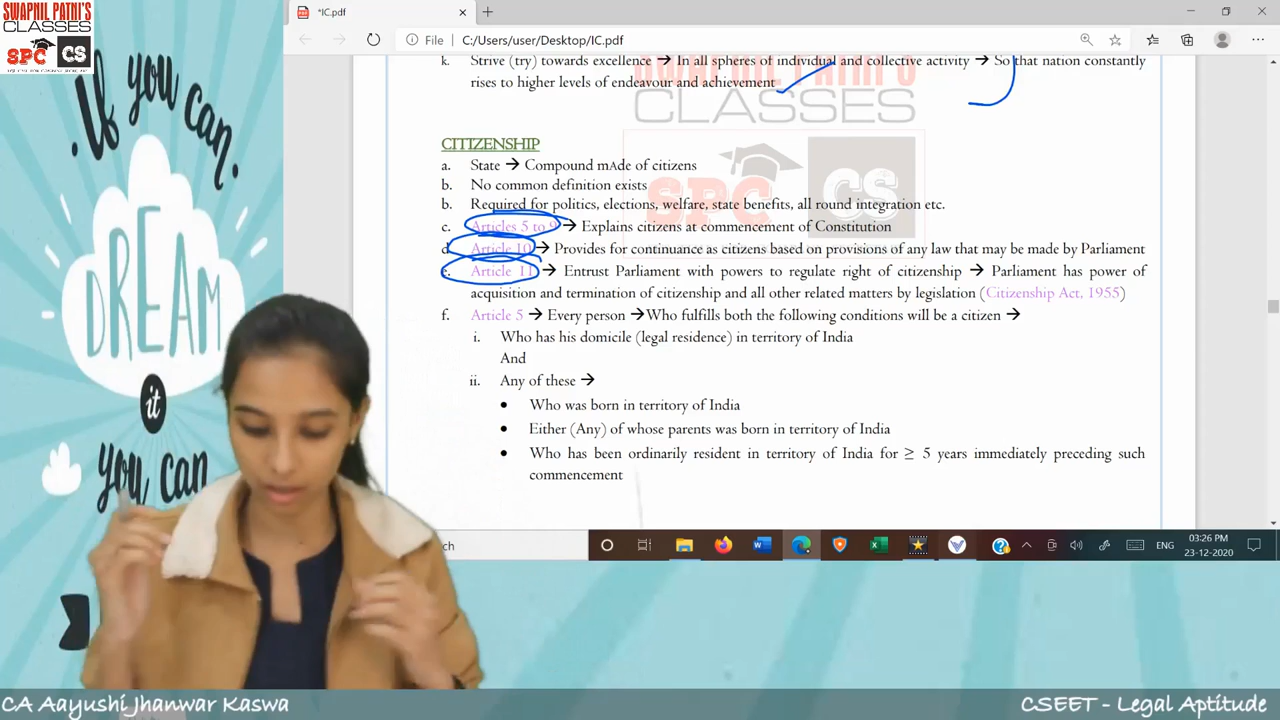 SWAPNIL PATNI'S
CLASSES
SPC CS
If you can
DREAM
it
you can
*IC.pdf
File C:/Users/user/Desktop/IC.pdf
k. Strive (try) towards excellence → In all spheres of individual and collective activity → So that nation constantly
rises to higher levels of endeavour and achievement
SWAPNIL PATNI'S
CLASSES
SPC CS
CITIZENSHIP
a. State → Compound mAde of citizens
b. No common definition exists
b. Required for politics, elections, welfare, state benefits, all round integration etc.
c. Articles 5 to 9 → Explains citizens at commencement of Constitution
d. Article 10 → Provides for continuance as citizens based on provisions of any law that may be made by Parliament
e. Article 11 → Entrust Parliament with powers to regulate right of citizenship → Parliament has power of
acquisition and termination of citizenship and all other related matters by legislation (Citizenship Act, 1955)
f. Article 5 → Every person →Who fulfills both the following conditions will be a citizen →
i. Who has his domicile (legal residence) in territory of India
And
ii. Any of these →
• Who was born in territory of India
• Either (Any) of whose parents was born in territory of India
• Who has been ordinarily resident in territory of India for ≥ 5 years immediately preceding such
commencement
ch
ENG
03:26 PM
23-12-2020
CA Aayushi Jhanwar Kaswa
CSEET - Legal Aptitude